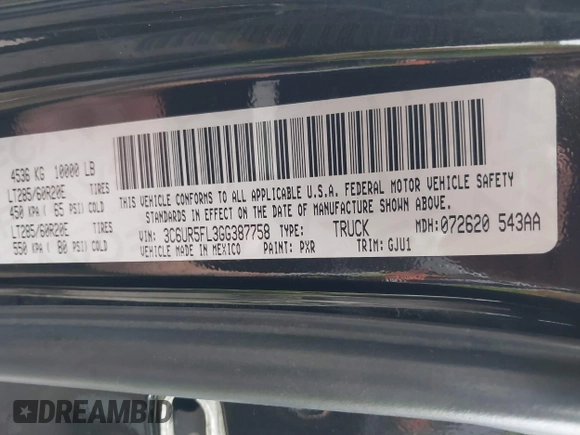 4536 KG 10000 LB
LT285/60R20E TIRES
450 KPA ( 65 PSI) COLD
LT285/60R20E TIRES
550 KPA ( 80 PSI) COLD
THIS VEHICLE CONFORMS TO ALL APPLICABLE U.S.A. FEDERAL MOTOR VEHICLE SAFETY
STANDARDS IN EFFECT ON THE DATE OF MANUFACTURE SHOWN ABOVE.
VIN: 3C6UR5FL3GG387758 TYPE: TRUCK MDH:072620 543AA
VEHICLE MADE IN MEXICO PAINT: PXR TRIM: GJU1
DREAMBID